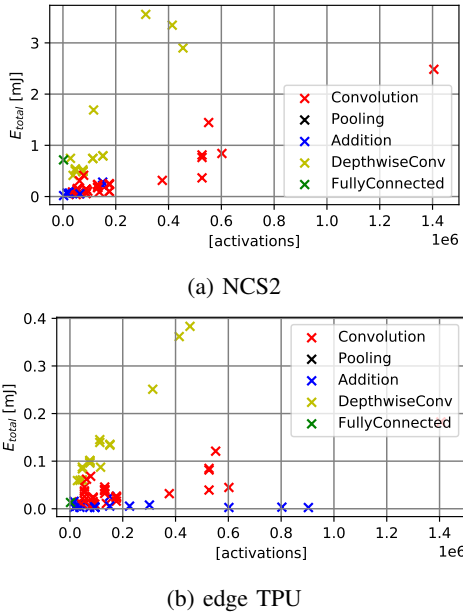 3
2
1
0
E_total [mJ]
Convolution
Pooling
Addition
DepthwiseConv
FullyConnected
0.0 0.2 0.4 0.6 0.8 1.0 1.2 1.4
[activations]
1e6
(a) NCS2
0.4
0.3
0.2
0.1
0.0
E_total [mJ]
Convolution
Pooling
Addition
DepthwiseConv
FullyConnected
0.0 0.2 0.4 0.6 0.8 1.0 1.2 1.4
[activations]
1e6
(b) edge TPU